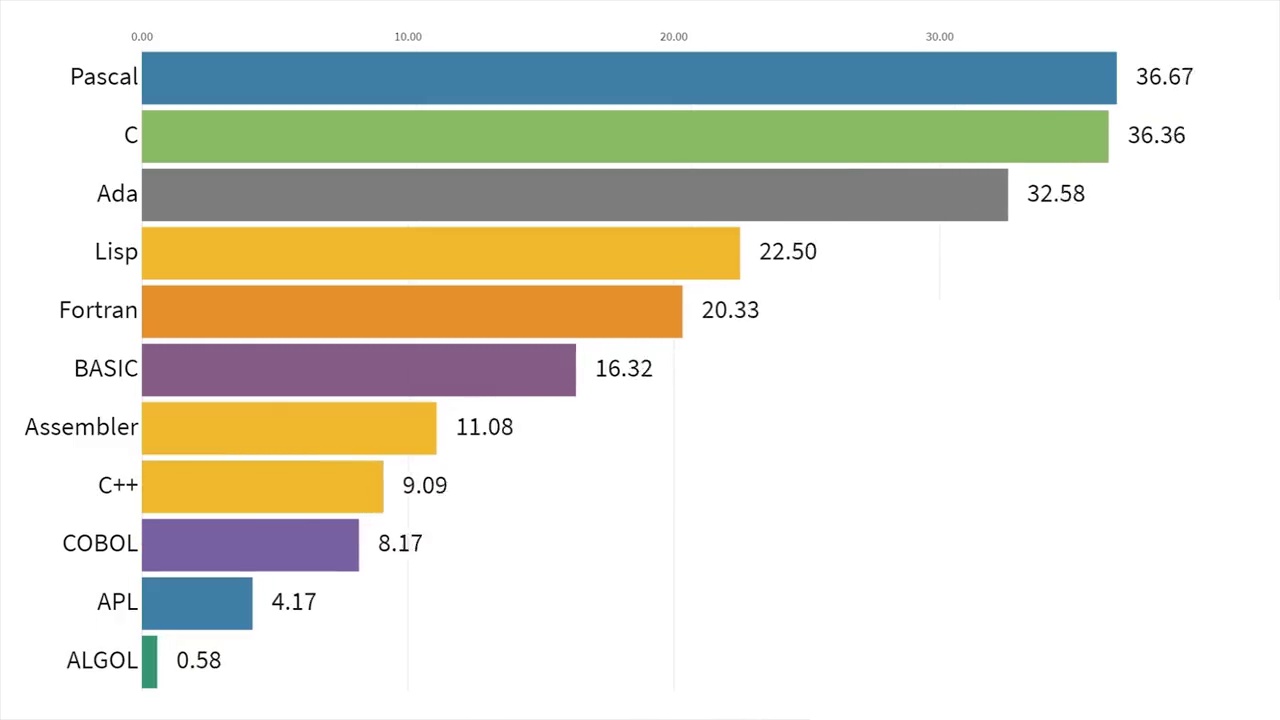 0.00 10.00 20.00 30.00
Pascal 36.67
C 36.36
Ada 32.58
Lisp 22.50
Fortran 20.33
BASIC 16.32
Assembler 11.08
C++ 9.09
COBOL 8.17
APL 4.17
ALGOL 0.58